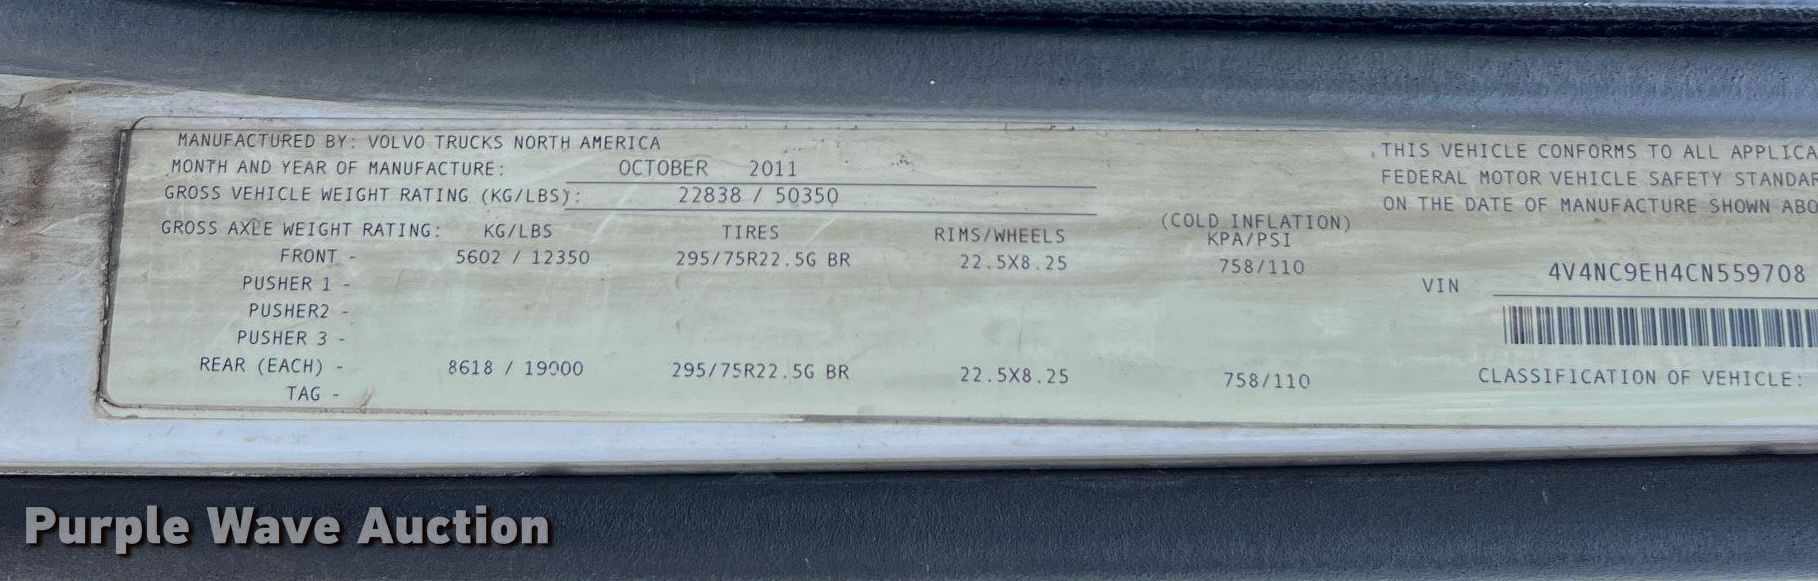 MANUFACTURED BY: VOLVO TRUCKS NORTH AMERICA
MONTH AND YEAR OF MANUFACTURE: OCTOBER 2011
GROSS VEHICLE WEIGHT RATING (KG/LBS): 22838 / 50350
GROSS AXLE WEIGHT RATING: KG/LBS TIRES RIMS/WHEELS (COLD INFLATION) KPA/PSI
FRONT - 5602 / 12350 295/75R22.5G BR 22.5X8.25 758/110
PUSHER 1 -
PUSHER2 -
PUSHER 3 -
REAR (EACH) - 8618 / 19000 295/75R22.5G BR 22.5X8.25 758/110
TAG -
THIS VEHICLE CONFORMS TO ALL APPLICA
FEDERAL MOTOR VEHICLE SAFETY STANDAR
ON THE DATE OF MANUFACTURE SHOWN ABO
VIN 4V4NC9EH4CN559708
CLASSIFICATION OF VEHICLE:
Purple Wave Auction